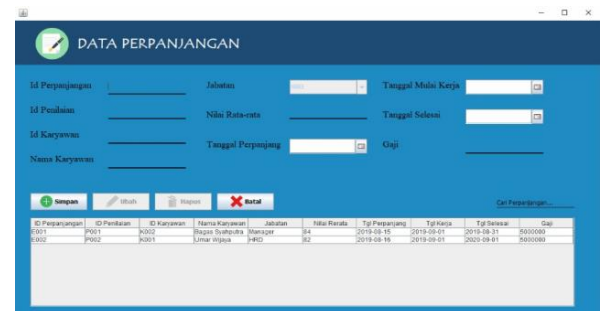 DATA PERPANJANGAN
Id Perpanjangan
Jabatan
Tanggal Mulai Kerja
Id Penilaian
Nilai Rata-rata
Tanggal Selesai
Id Karyawan
Tanggal Perpanjang
Gaji
Nama Karyawan
Simpan Ubah Hapus Batal
Cari Perpanjangan...
ID Perpanjangan ID Penilaian ID Karyawan Nama Karyawan Jabatan Nilai Rerata Tgl Perpanjang Tgl Kerja Tgl Selesai Gaji
E001 P001 K002 Bagas Syahputra Manager 84 2019-08-15 2019-09-01 2019-08-31 5000000
E002 P002 K001 Umar Wijaya HRD 82 2019-08-16 2019-09-01 2020-09-01 5000000